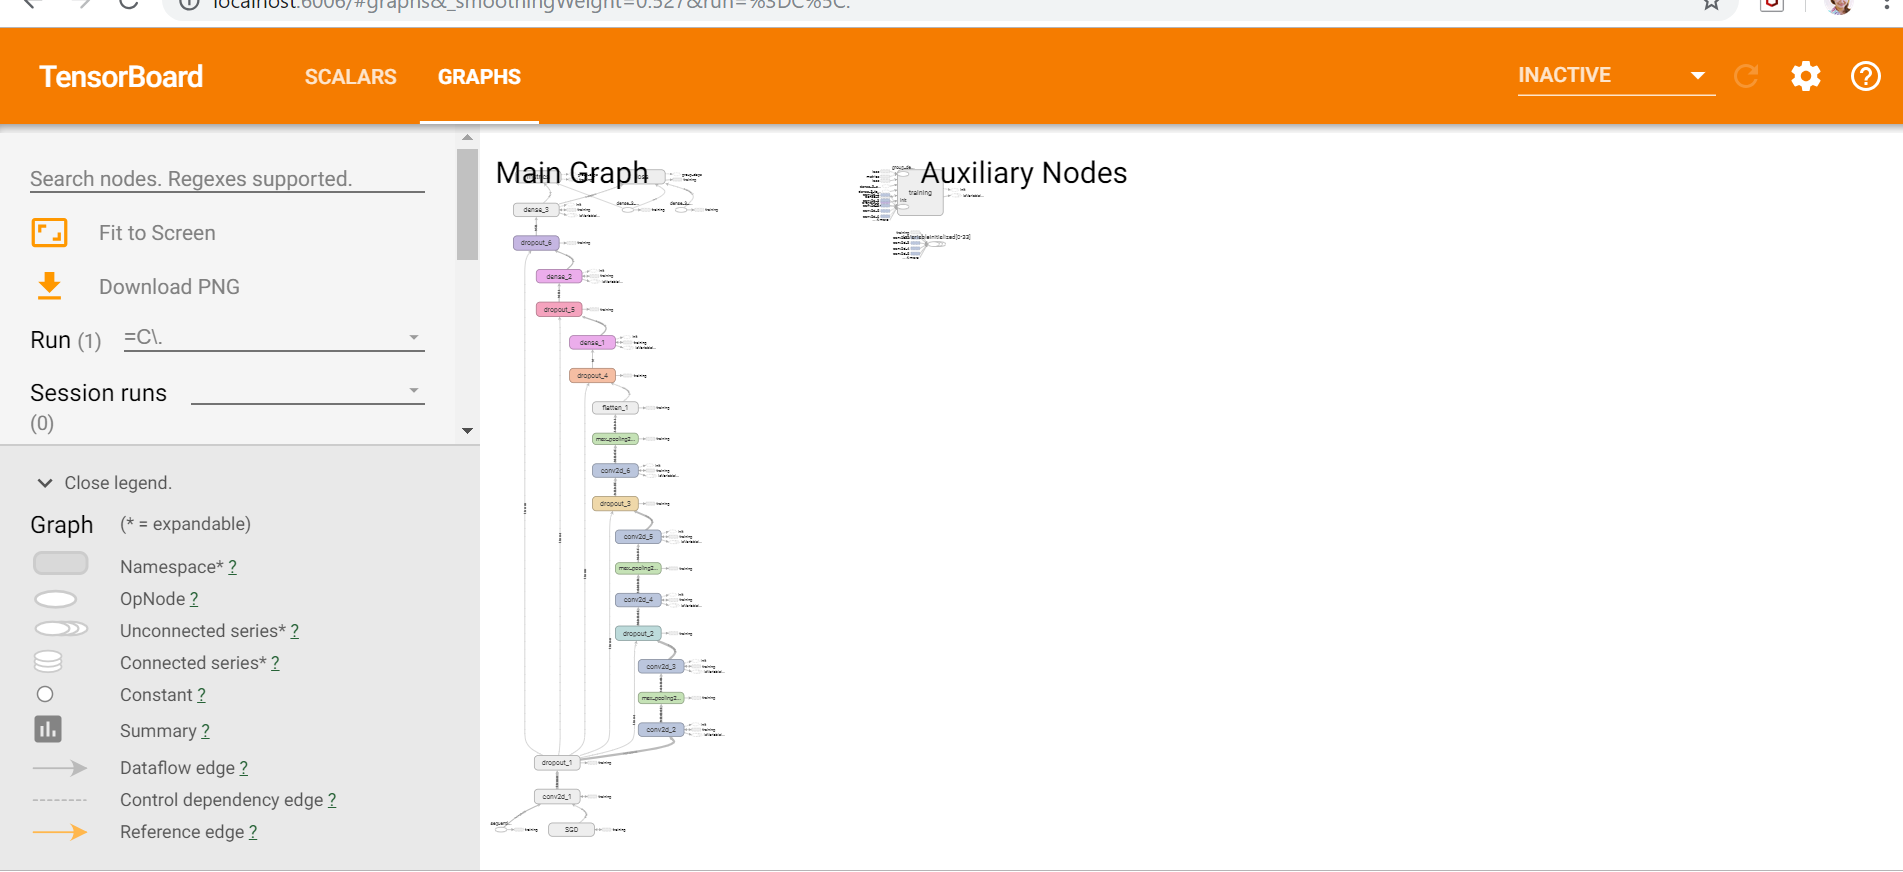 localhost:6006/#graphs&_smoothingWeight=0.527&run=%3DC%5C.
TensorBoard
SCALARS
GRAPHS
INACTIVE
Search nodes. Regexes supported.
Fit to Screen
Download PNG
Run (1)
=C\.
Session runs
(0)
Close legend.
Graph
(* = expandable)
Namespace* ?
OpNode ?
Unconnected series* ?
Connected series* ?
Constant ?
Summary ?
Dataflow edge ?
Control dependency edge ?
Reference edge ?
Main Graph
dense_3
dropout_6
dense_2
dropout_5
dense_1
dropout_4
flatten_1
max_pooling2...
conv2d_6
dropout_3
conv2d_5
max_pooling2...
conv2d_4
dropout_2
conv2d_3
max_pooling2...
conv2d_2
dropout_1
conv2d_1
SGD
Auxiliary Nodes
training